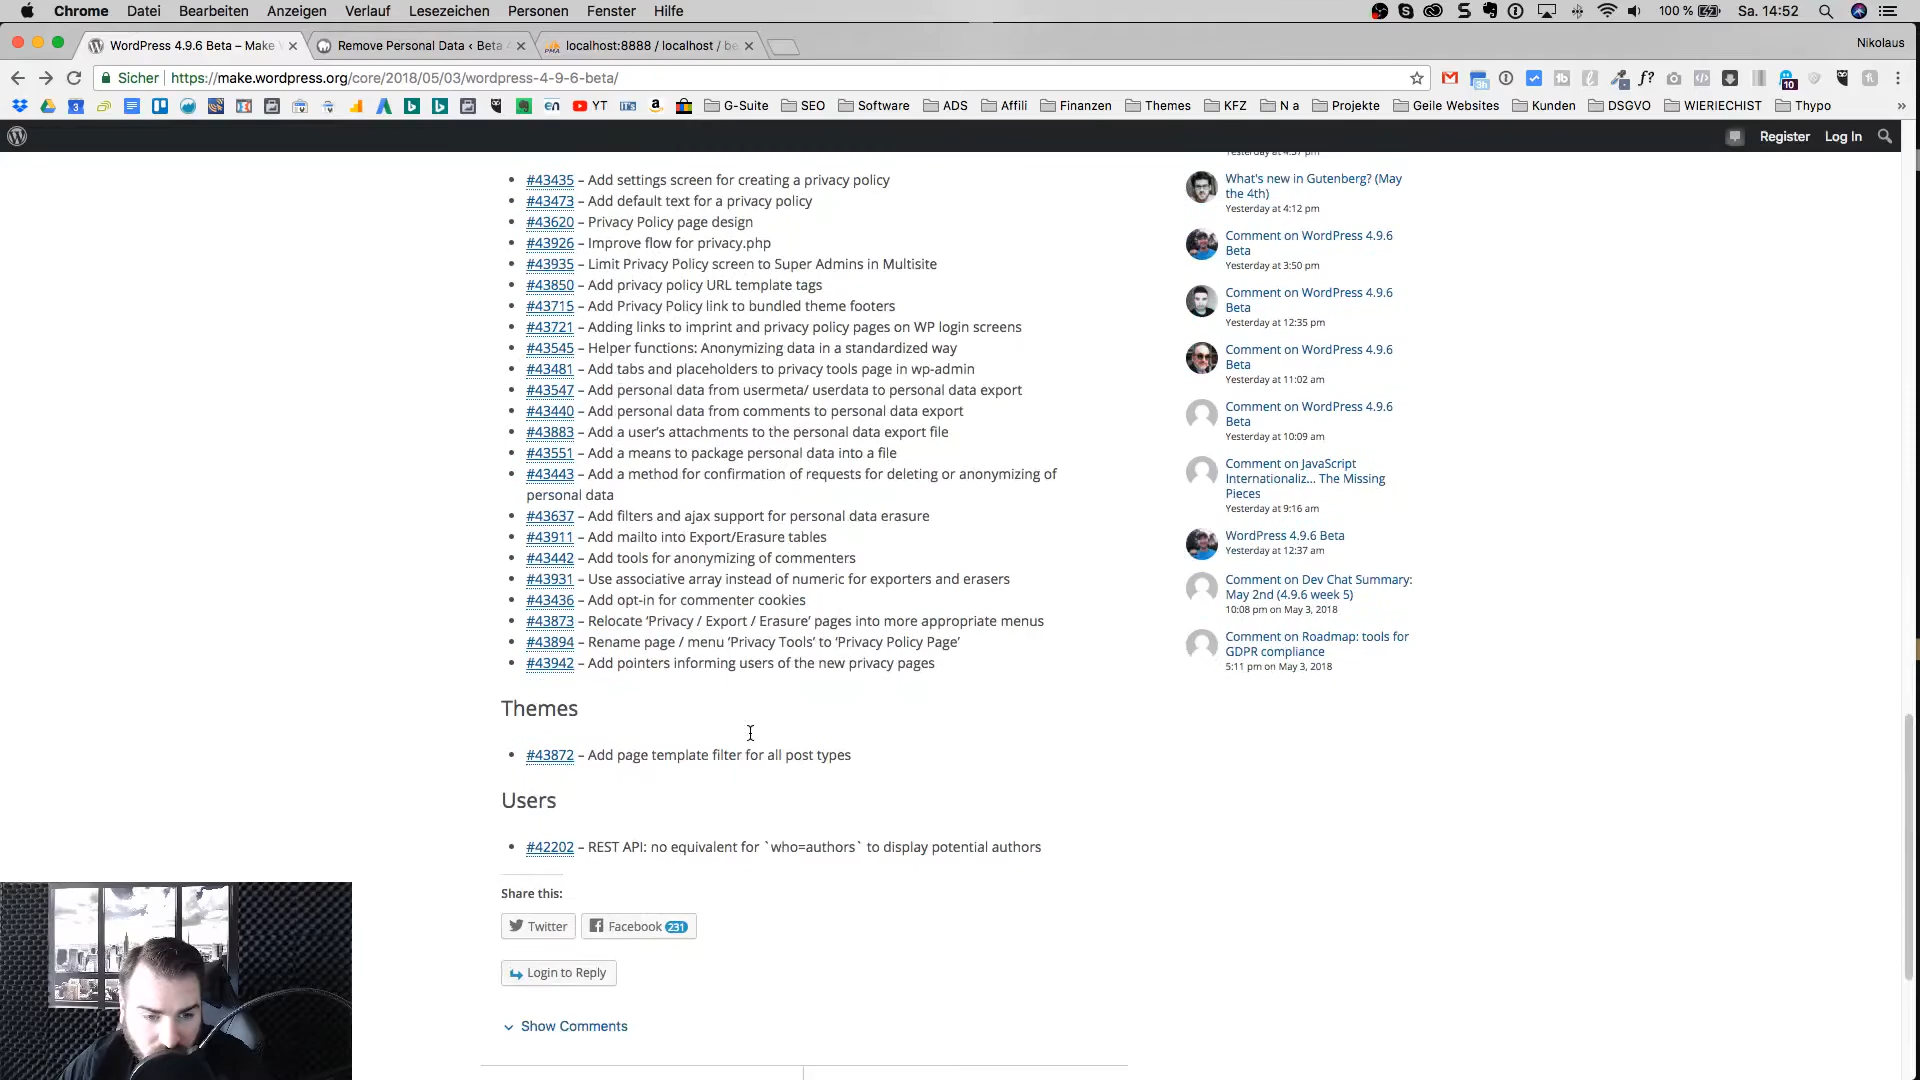 Chrome Datei Bearbeiten Anzeigen Verlauf Lesezeichen Personen Fenster Hilfe 100 % Sa. 14:52
WordPress 4.9.6 Beta – Make W Remove Personal Data ‹ Beta 4 localhost:8888 / localhost / be Nikolaus
Sicher https://make.wordpress.org/core/2018/05/03/wordpress-4-9-6-beta/
YT G-Suite SEO Software ADS Affili Finanzen Themes KFZ N a Projekte Geile Websites Kunden DSGVO WIERIECHIST Thypo »
Register Log In
#43435 – Add settings screen for creating a privacy policy
#43473 – Add default text for a privacy policy
#43620 – Privacy Policy page design
#43926 – Improve flow for privacy.php
#43935 – Limit Privacy Policy screen to Super Admins in Multisite
#43850 – Add privacy policy URL template tags
#43715 – Add Privacy Policy link to bundled theme footers
#43721 – Adding links to imprint and privacy policy pages on WP login screens
#43545 – Helper functions: Anonymizing data in a standardized way
#43481 – Add tabs and placeholders to privacy tools page in wp-admin
#43547 – Add personal data from usermeta/ userdata to personal data export
#43440 – Add personal data from comments to personal data export
#43883 – Add a user’s attachments to the personal data export file
#43551 – Add a means to package personal data into a file
#43443 – Add a method for confirmation of requests for deleting or anonymizing of
personal data
#43637 – Add filters and ajax support for personal data erasure
#43911 – Add mailto into Export/Erasure tables
#43442 – Add tools for anonymizing of commenters
#43931 – Use associative array instead of numeric for exporters and erasers
#43436 – Add opt-in for commenter cookies
#43873 – Relocate ‘Privacy / Export / Erasure’ pages into more appropriate menus
#43894 – Rename page / menu ‘Privacy Tools’ to ‘Privacy Policy Page’
#43942 – Add pointers informing users of the new privacy pages
Themes
#43872 – Add page template filter for all post types
Users
#42202 – REST API: no equivalent for `who=authors` to display potential authors
Share this:
Twitter Facebook 231
Login to Reply
Show Comments
Yesterday at 4:37 pm
What's new in Gutenberg? (May
the 4th)
Yesterday at 4:12 pm
Comment on WordPress 4.9.6
Beta
Yesterday at 3:50 pm
Comment on WordPress 4.9.6
Beta
Yesterday at 12:35 pm
Comment on WordPress 4.9.6
Beta
Yesterday at 11:02 am
Comment on WordPress 4.9.6
Beta
Yesterday at 10:09 am
Comment on JavaScript
Internationaliz... The Missing
Pieces
Yesterday at 9:16 am
WordPress 4.9.6 Beta
Yesterday at 12:37 am
Comment on Dev Chat Summary:
May 2nd (4.9.6 week 5)
10:08 pm on May 3, 2018
Comment on Roadmap: tools for
GDPR compliance
5:11 pm on May 3, 2018